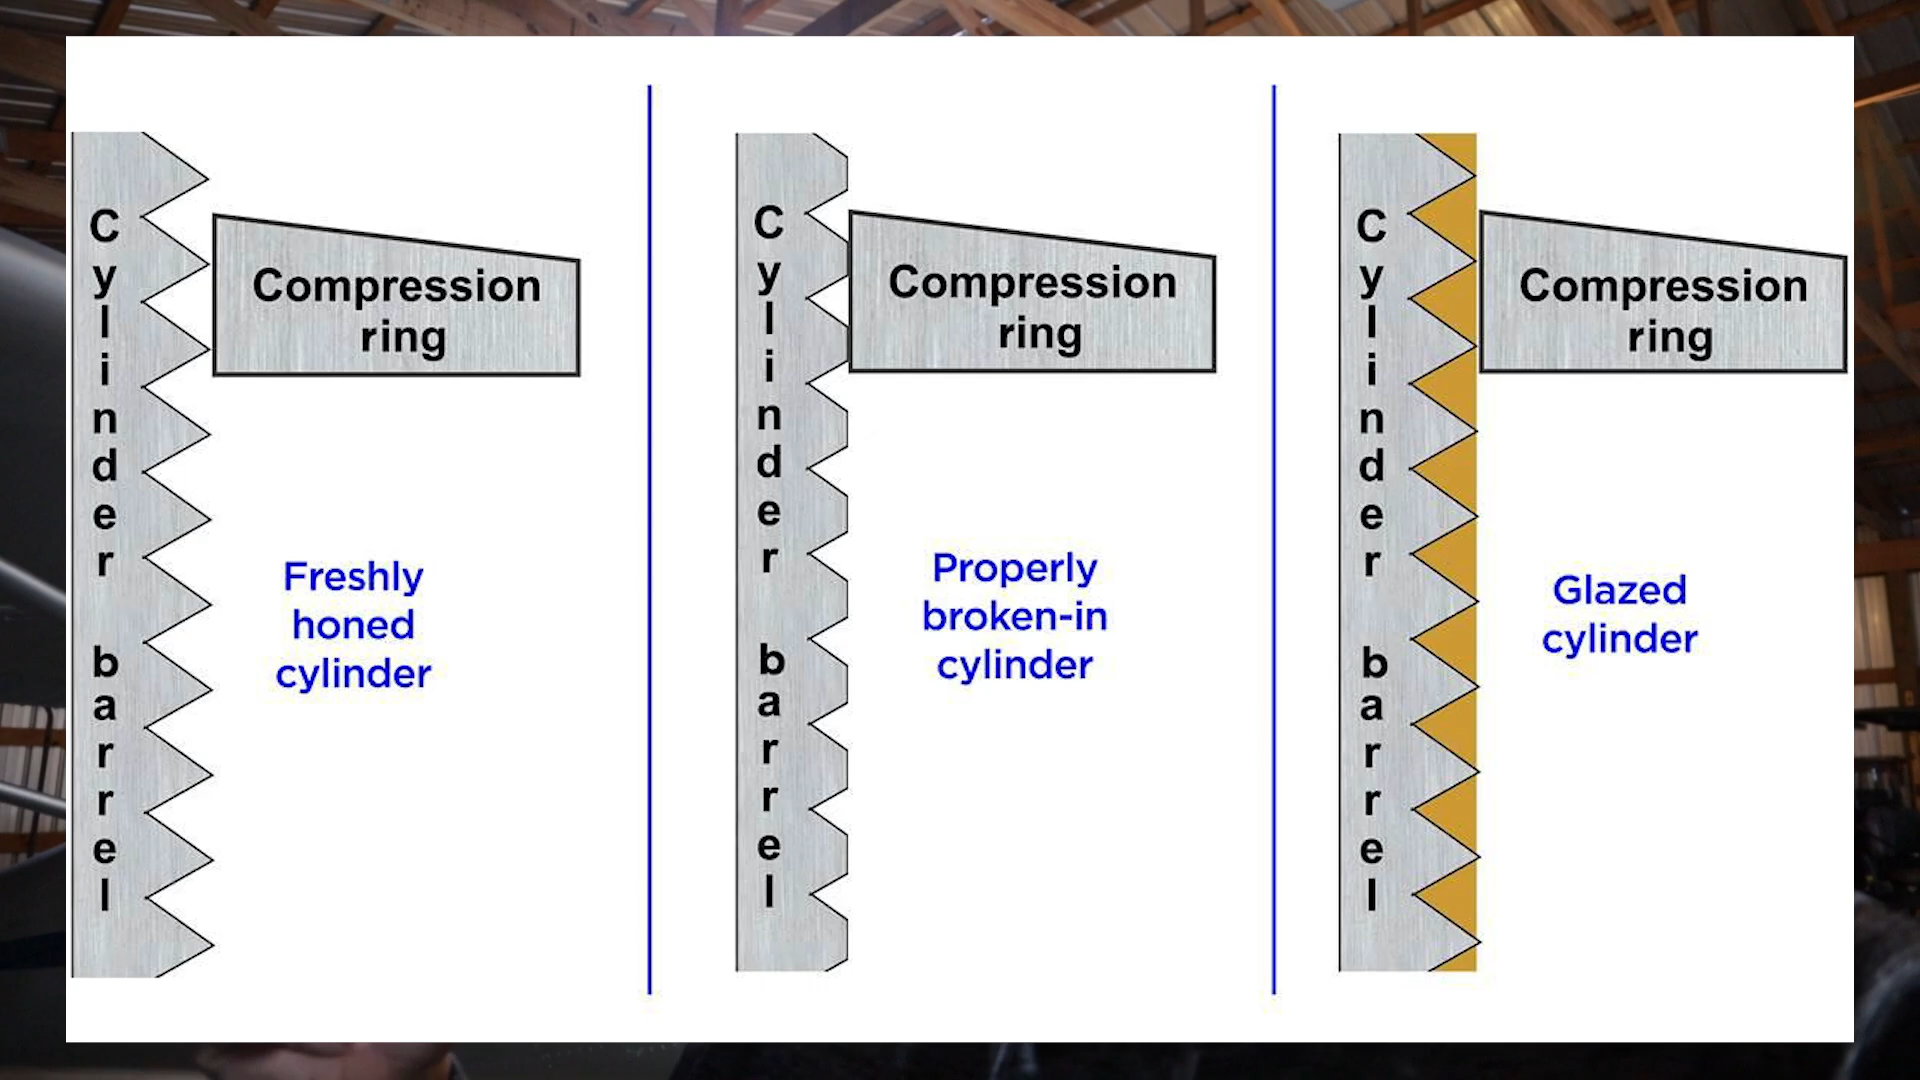 Cylinder barrel
Compression
ring
Freshly
honed
cylinder
Cylinder barrel
Compression
ring
Properly
broken-in
cylinder
Cylinder barrel
Compression
ring
Glazed
cylinder